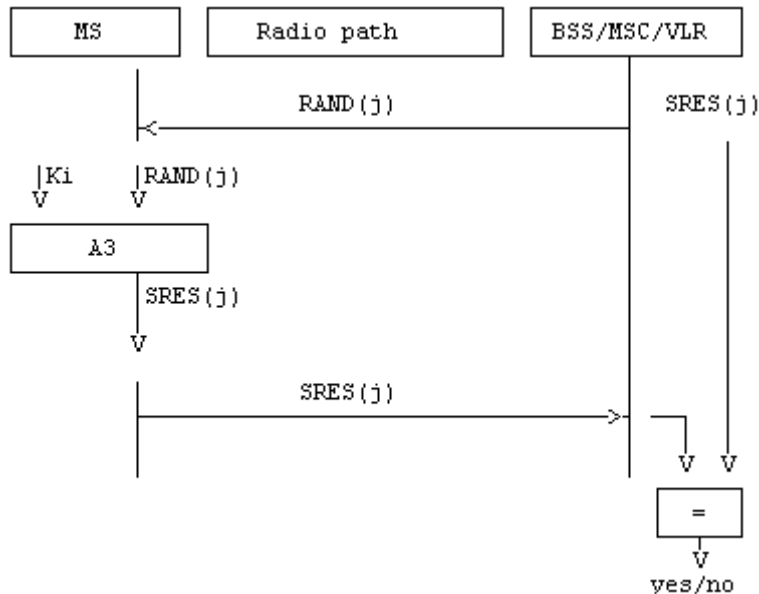 MS Radio path BSS/MSC/VLR
RAND(j) SRES(j)
Ki RAND(j)
A3
SRES(j)
SRES(j)
=
yes/no